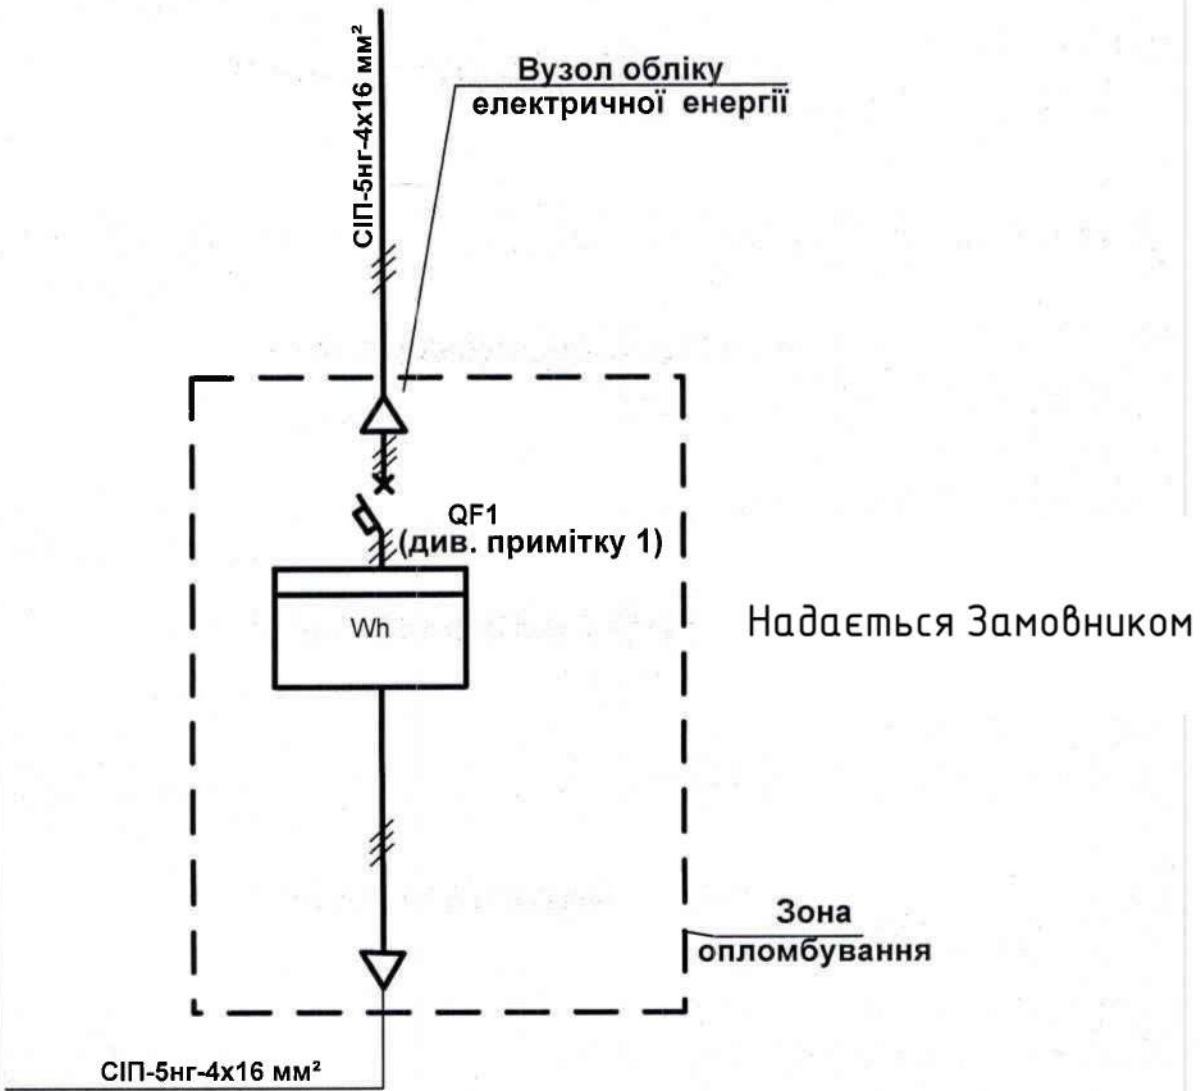 СІП-5нг-4х16 мм²
Вузол обліку
електричної енергії
QF1
(див. примітку 1)
Wh
Надається Замовником
Зона
опломбування
СІП-5нг-4х16 мм²